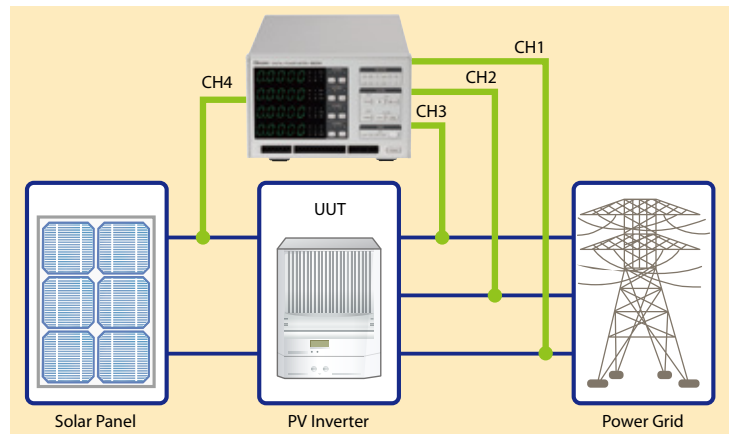 CH1
CH2
CH3
CH4
UUT
Solar Panel
PV Inverter
Power Grid